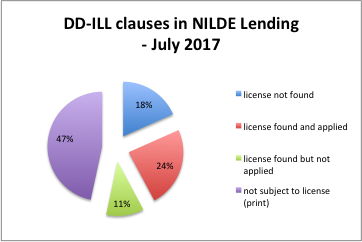 DD-ILL clauses in NILDE Lending
- July 2017
18%
24%
11%
47%
license not found
license found and applied
license found but not
applied
not subject to license
(print)